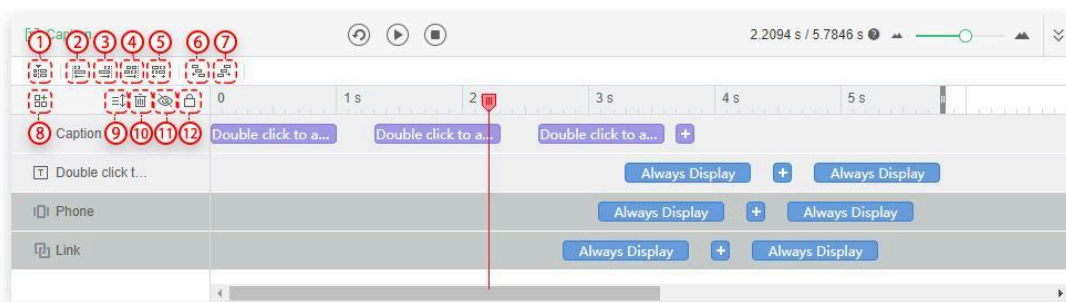 Caption
2.2094 s / 5.7846 s
1 2 3 4 5 6 7
0 1 s 2 3 s 4 s 5 s
8 Caption 9 10 11 12 Double click to a... Double click to a... Double click to a... +
T Double click t... Always Display + Always Display
Phone Always Display + Always Display
Link Always Display + Always Display